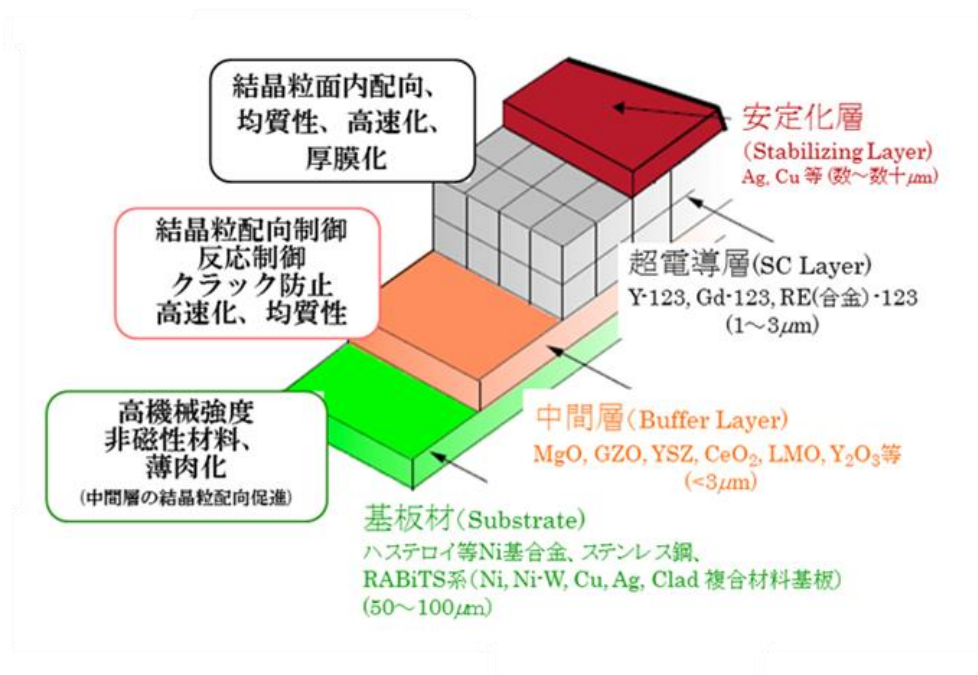 結晶粒面内配向、
均質性、高速化、
厚膜化
安定化層
(Stabilizing Layer)
Ag, Cu 等 (数～数十μm)
結晶粒配向制御
反応制御
クラック防止
高速化、均質性
超電導層(SC Layer)
Y-123, Gd-123, RE(合金)-123
(1～3μm)
高機械強度
非磁性材料、
薄肉化
(中間層の結晶粒配向促進)
中間層(Buffer Layer)
MgO, GZO, YSZ, CeO₂, LMO, Y₂O₃等
(<3μm)
基板材(Substrate)
ハステロイ等Ni基合金、ステンレス鋼、
RABiTS系(Ni, Ni-W, Cu, Ag, Clad 複合材料基板)
(50～100μm)